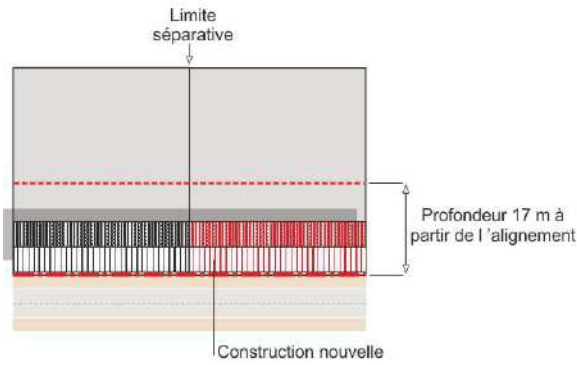 Limite
séparative
Profondeur 17 m à
partir de l 'alignement
Construction nouvelle